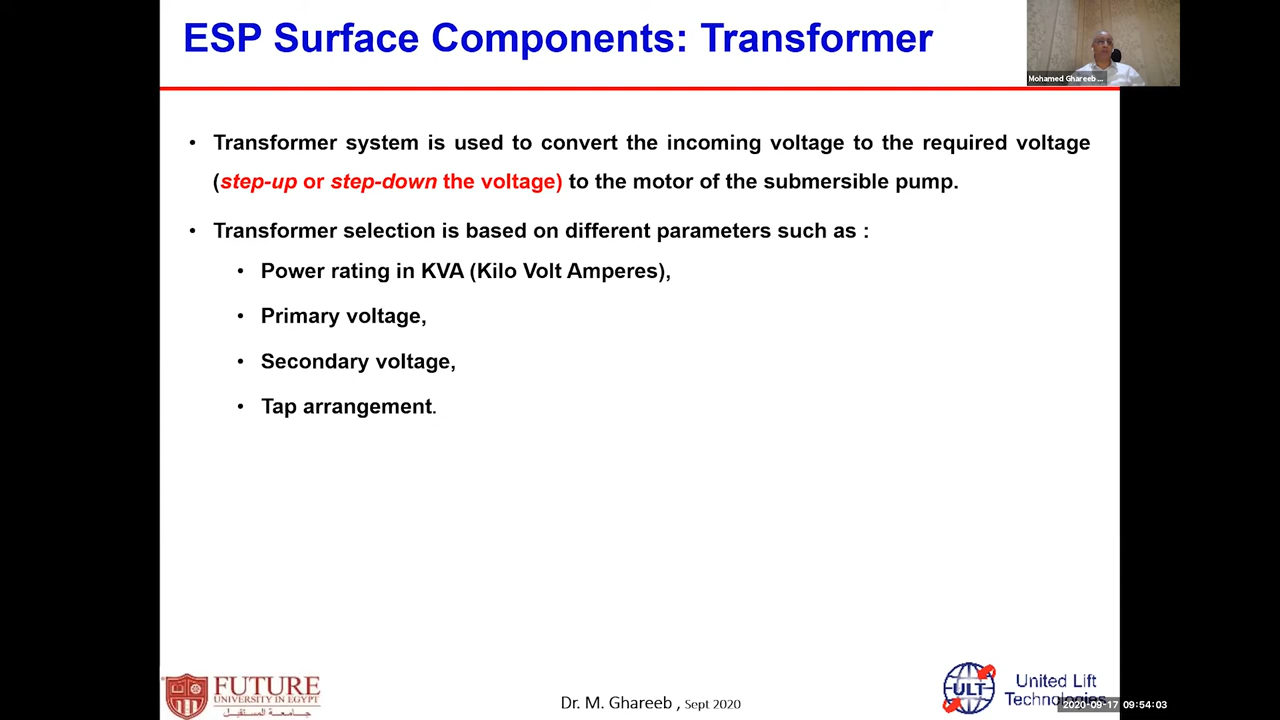 ESP Surface Components: Transformer
Mohamed Ghareeb ...
• Transformer system is used to convert the incoming voltage to the required voltage
(step-up or step-down the voltage) to the motor of the submersible pump.
• Transformer selection is based on different parameters such as :
• Power rating in KVA (Kilo Volt Amperes),
• Primary voltage,
• Secondary voltage,
• Tap arrangement.
FUTURE
UNIVERSITY IN EGYPT
جامعة المستقبل
Dr. M. Ghareeb , Sept 2020
ULT
United Lift
Technologies
2020-09-17 09:54:03